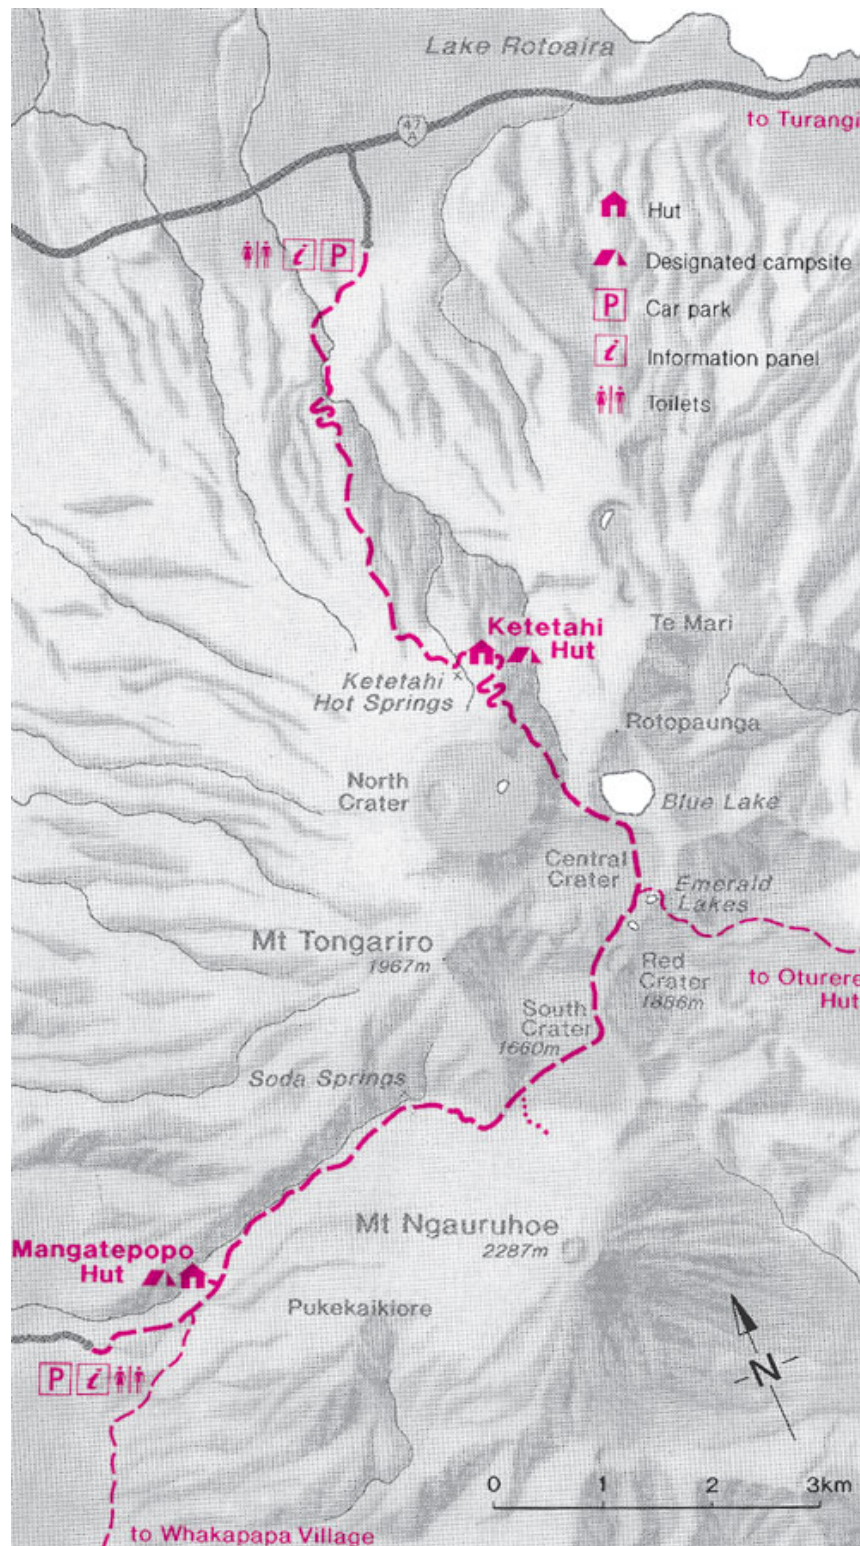 Lake Rotoaira
47
A
to Turangi
Hut
Designated campsite
P
Car park
i
Information panel
Toilets
i P
Ketetahi
Hut
Te Mari
Ketetahi
Hot Springs
Rotopaunga
North
Crater
Blue Lake
Central
Crater
Emerald
Lakes
Mt Tongariro
1967m
Red
Crater
1886m
to Oturere
Hut
South
Crater
1660m
Soda Springs
Mt Ngauruhoe
2287m
Mangatepopo
Hut
Pukekaikiore
P i
N
0 1 2 3km
to Whakapapa Village